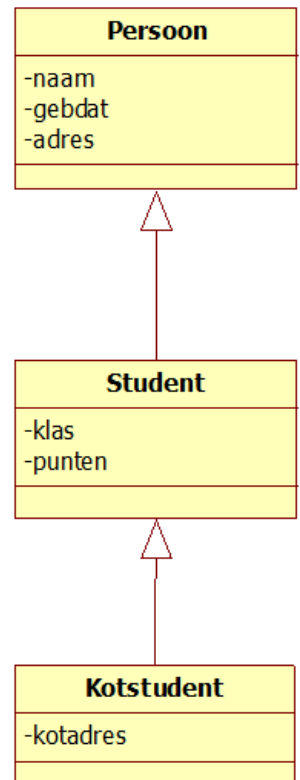 Persoon
-naam
-gebdat
-adres
Student
-klas
-punten
Kotstudent
-kotadres